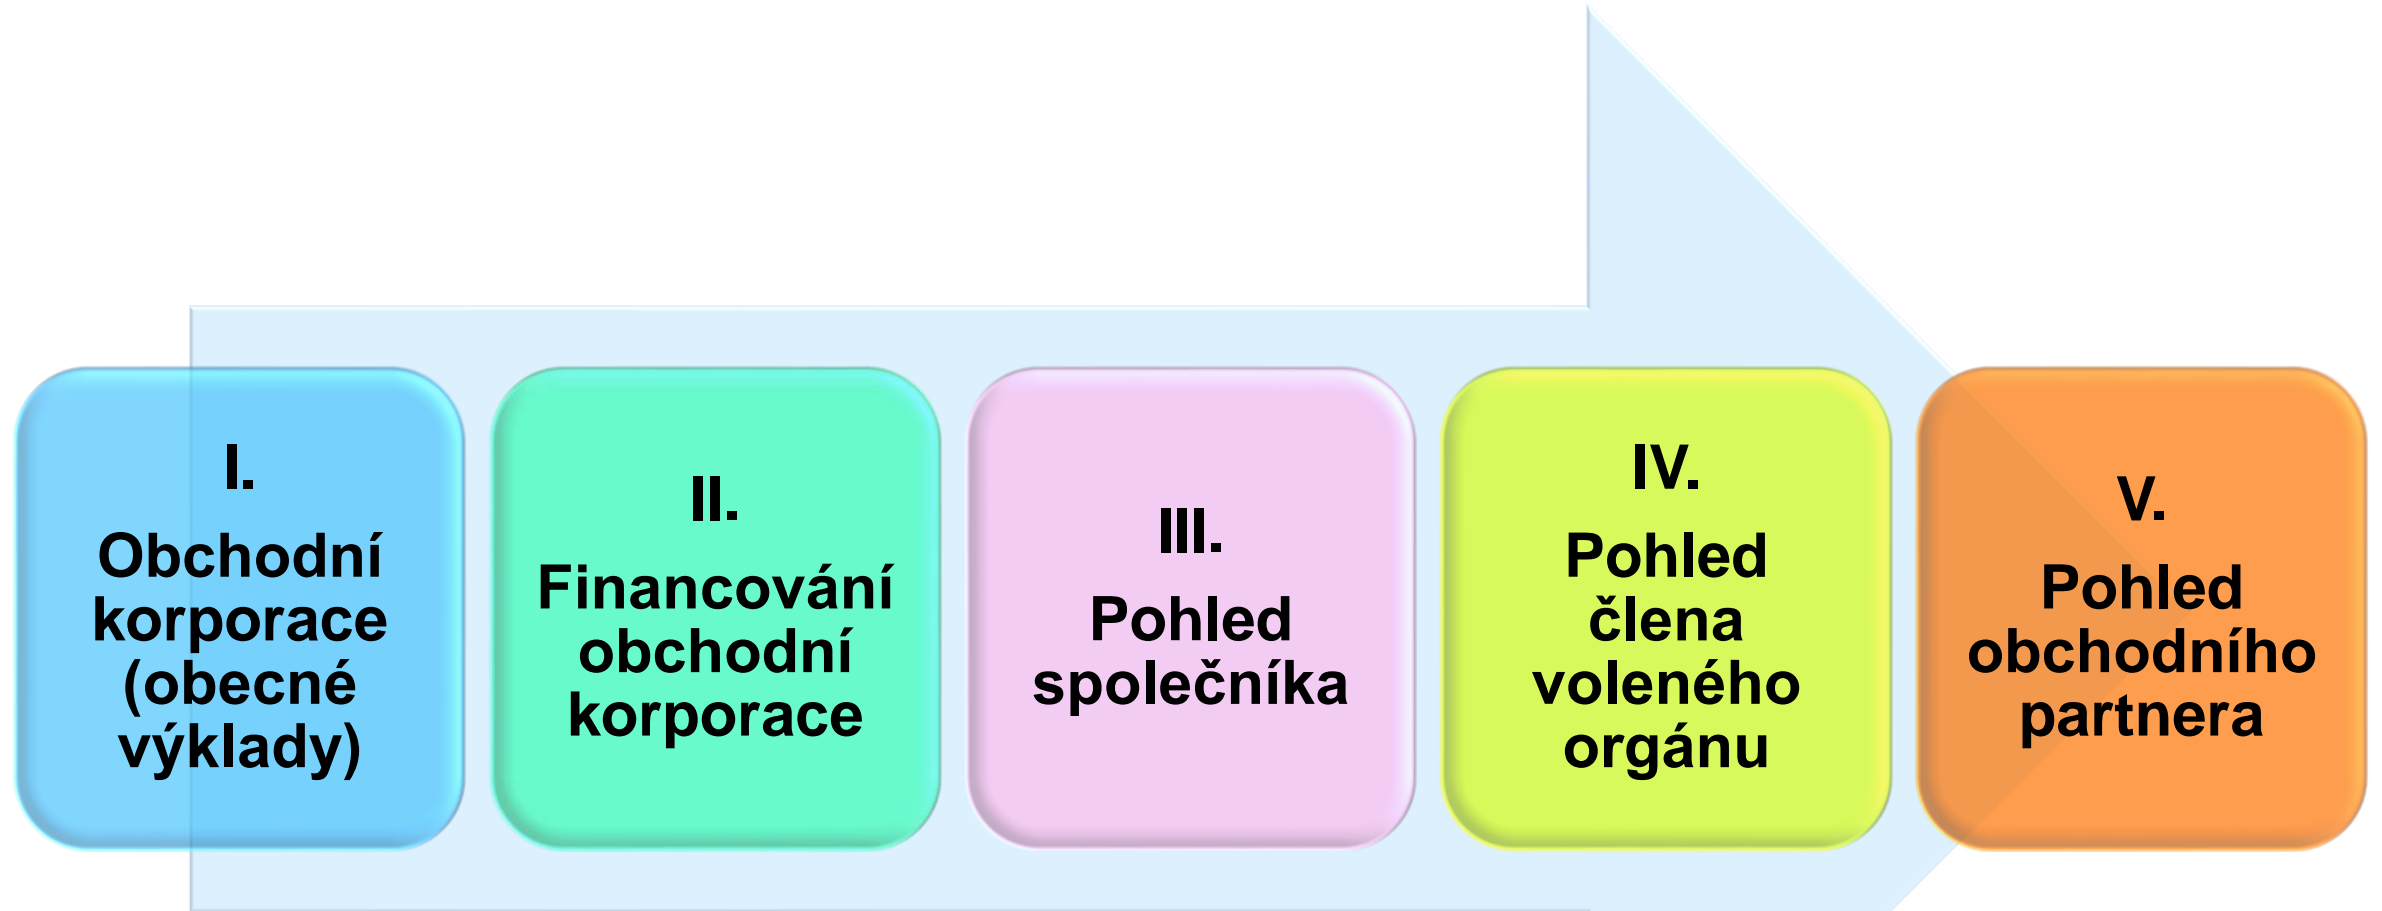 I.
Obchodní
korporace
(obecné
výklady)
II.
Financování
obchodní
korporace
III.
Pohled
společníka
IV.
Pohled
člena
voleného
orgánu
V.
Pohled
obchodního
partnera